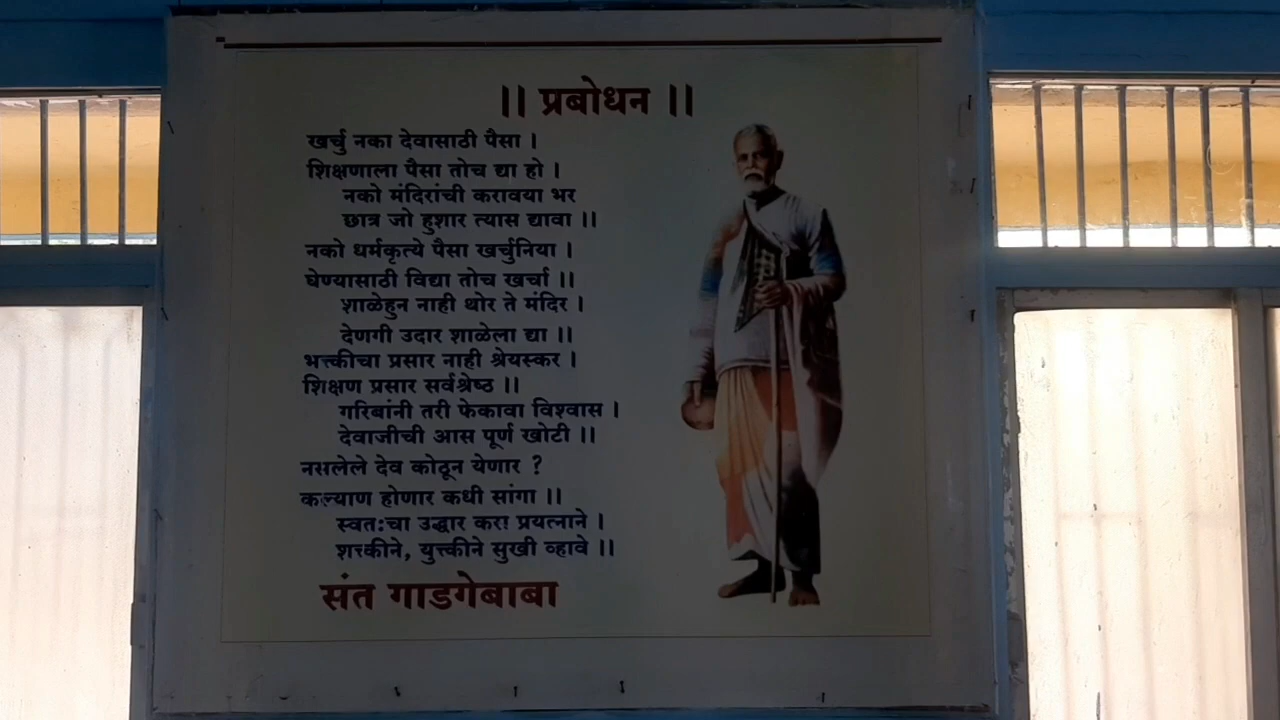 ।। प्रबोधन ।।
खर्चु नका देवासाठी पैसा ।
शिक्षणाला पैसा तोच द्या हो ।
नको मंदिरांची करावया भर
छात्र जो हुशार त्यास द्यावा ।।
नको धर्मकृत्ये पैसा खर्चुनिया ।
घेण्यासाठी विद्या तोच खर्चा ।।
शाळेहुन नाही थोर ते मंदिर ।
देणगी उदार शाळेला द्या ।।
भक्तीचा प्रसार नाही श्रेयस्कर ।
शिक्षण प्रसार सर्वश्रेष्ठ ।।
गरिबांनी तरी फेकावा विश्वास ।
देवाजीची आस पूर्ण खोटी ।।
नसलेले देव कोठून येणार ?
कल्याण होणार कधी सांगा ।।
स्वतःचा उद्धार करा प्रयत्नाने ।
शक्तीने, युक्तीने सुखी व्हावे ।।
संत गाडगेबाबा